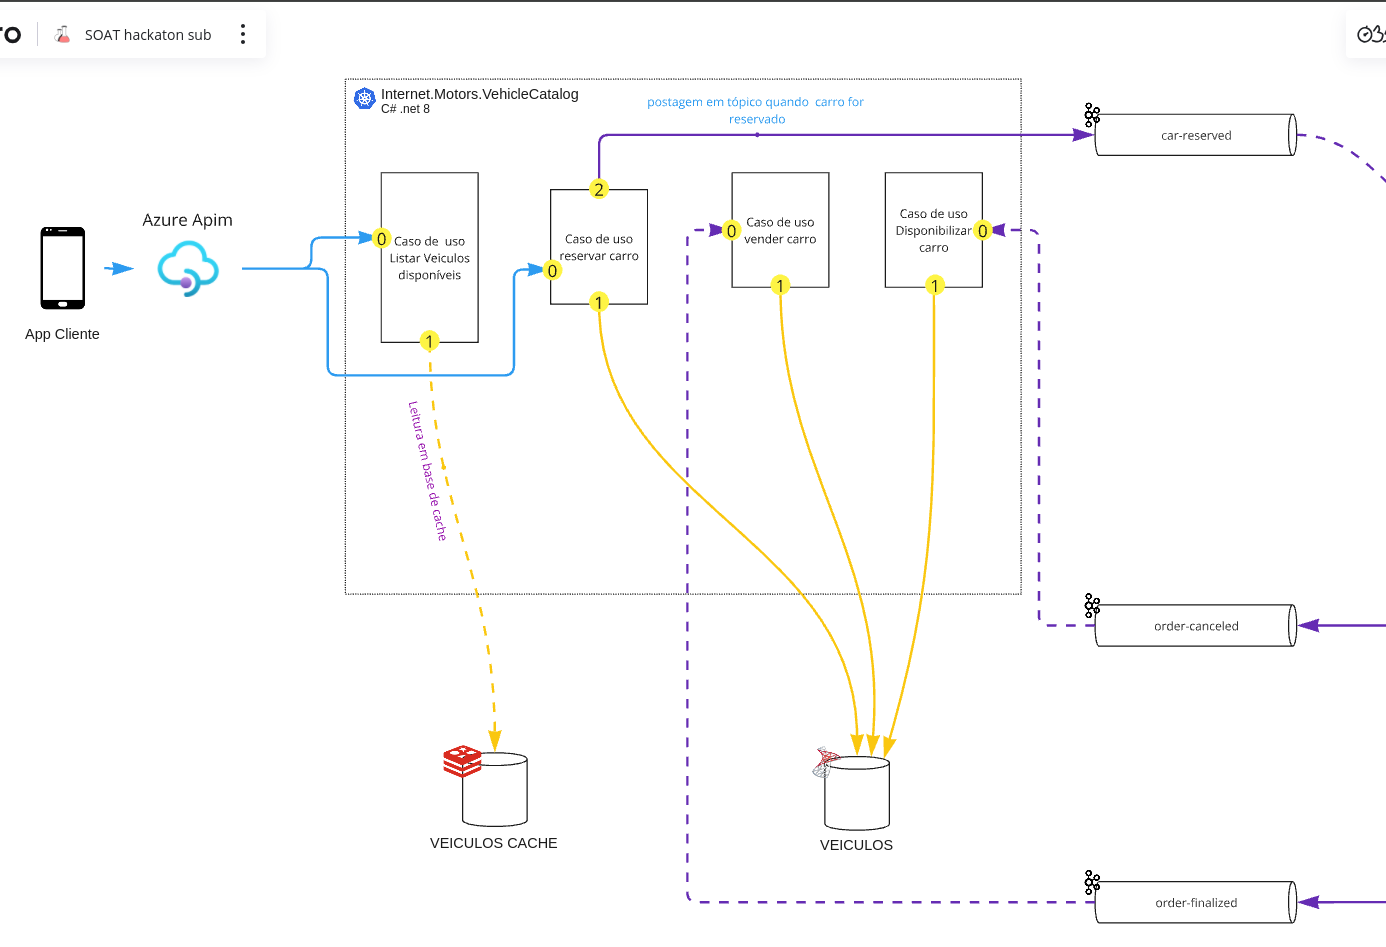 ro
SOAT hackaton sub
Internet.Motors.VehicleCatalog
C# .net 8
postagem em tópico quando carro for
reservado
car-reserved
Azure Apim
App Cliente
0
Caso de uso
Listar Veiculos
disponíveis
1
2
Caso de uso
reservar carro
0
1
0
Caso de uso
vender carro
1
Caso de uso
Disponibilizar
carro
0
1
Leitura em base de cache
order-canceled
VEICULOS CACHE
VEICULOS
order-finalized